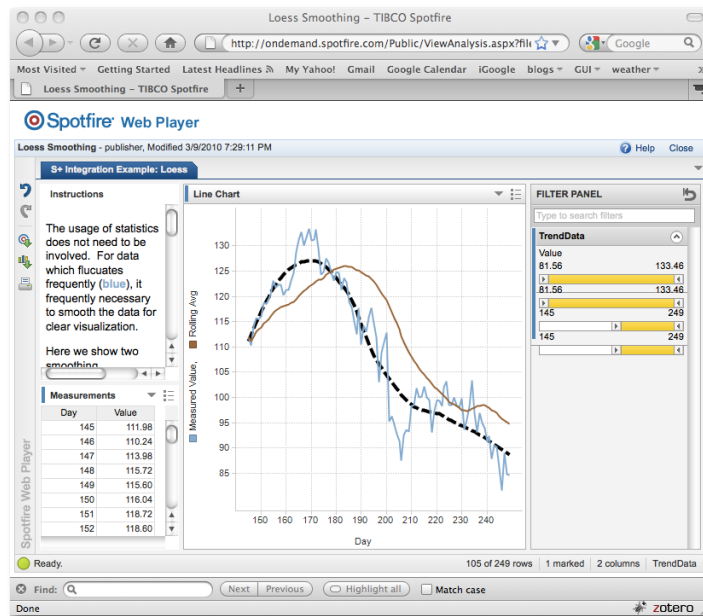 Loess Smoothing – TIBCO Spotfire
http://ondemand.spotfire.com/Public/ViewAnalysis.aspx?file
Google
Most Visited Getting Started Latest Headlines My Yahoo! Gmail Google Calendar iGoogle blogs GUI weather
Loess Smoothing – TIBCO Spotfire
Spotfire Web Player
Loess Smoothing - publisher, Modified 3/9/2010 7:29:11 PM
Help Close
S+ Integration Example: Loess
Instructions
The usage of statistics
does not need to be
involved. For data
which flucuates
frequently (blue), it
frequently necessary
to smooth the data for
clear visualization.
Here we show two
smoothing
Measurements
Day Value
145 111.98
146 110.24
147 113.98
148 115.72
149 115.60
150 116.04
151 118.72
152 118.60
Spotfire Web Player
Line Chart
Measured Value, Rolling Avg
130
125
120
115
110
105
100
95
90
85
150 160 170 180 190 200 210 220 230 240
Day
FILTER PANEL
Type to search filters
TrendData
Value
81.56 133.46
81.56 133.46
145 249
145 249
Ready.
105 of 249 rows 1 marked 2 columns TrendData
Find: Next Previous Highlight all Match case
Done
zotero